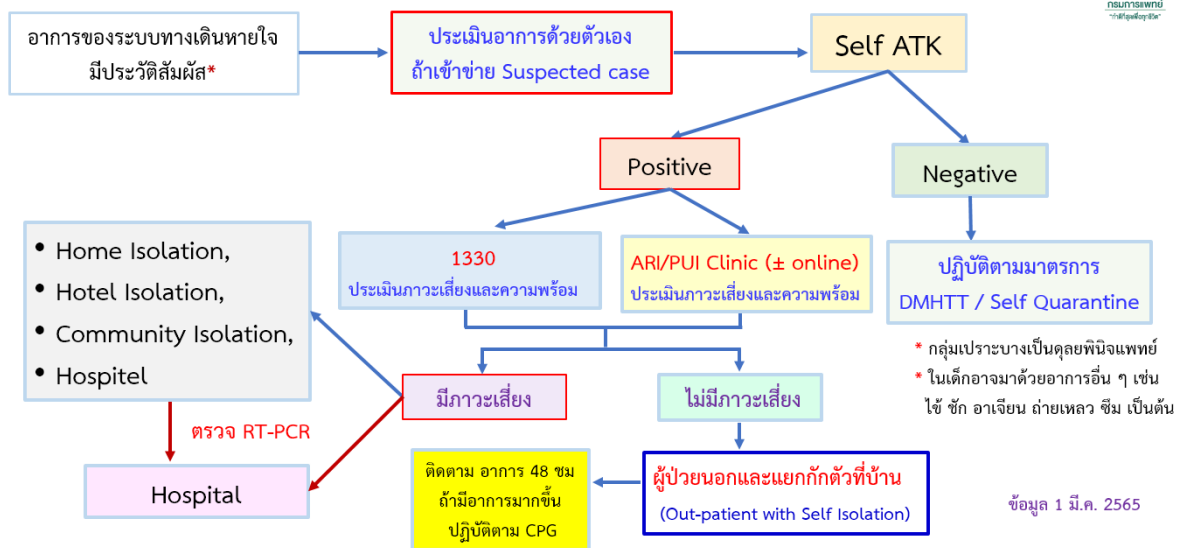 กรมการแพทย์
"ทำดีที่สุดเพื่อทุกชีวิต"
อาการของระบบทางเดินหายใจ
มีประวัติสัมผัส*
ประเมินอาการด้วยตัวเอง
ถ้าเข้าข่าย Suspected case
Self ATK
Positive
Negative
• Home Isolation,
• Hotel Isolation,
• Community Isolation,
• Hospitel
1330
ประเมินภาวะเสี่ยงและความพร้อม
ARI/PUI Clinic (± online)
ประเมินภาวะเสี่ยงและความพร้อม
ปฏิบัติตามมาตรการ
DMHTT / Self Quarantine
* กลุ่มเปราะบางเป็นดุลยพินิจแพทย์
* ในเด็กอาจมาด้วยอาการอื่น ๆ เช่น
ไข้ ชัก อาเจียน ถ่ายเหลว ซึม เป็นต้น
มีภาวะเสี่ยง
ไม่มีภาวะเสี่ยง
ตรวจ RT-PCR
Hospital
ติดตาม อาการ 48 ชม
ถ้ามีอาการมากขึ้น
ปฏิบัติตาม CPG
ผู้ป่วยนอกและแยกกักตัวที่บ้าน
(Out-patient with Self Isolation)
ข้อมูล 1 มี.ค. 2565